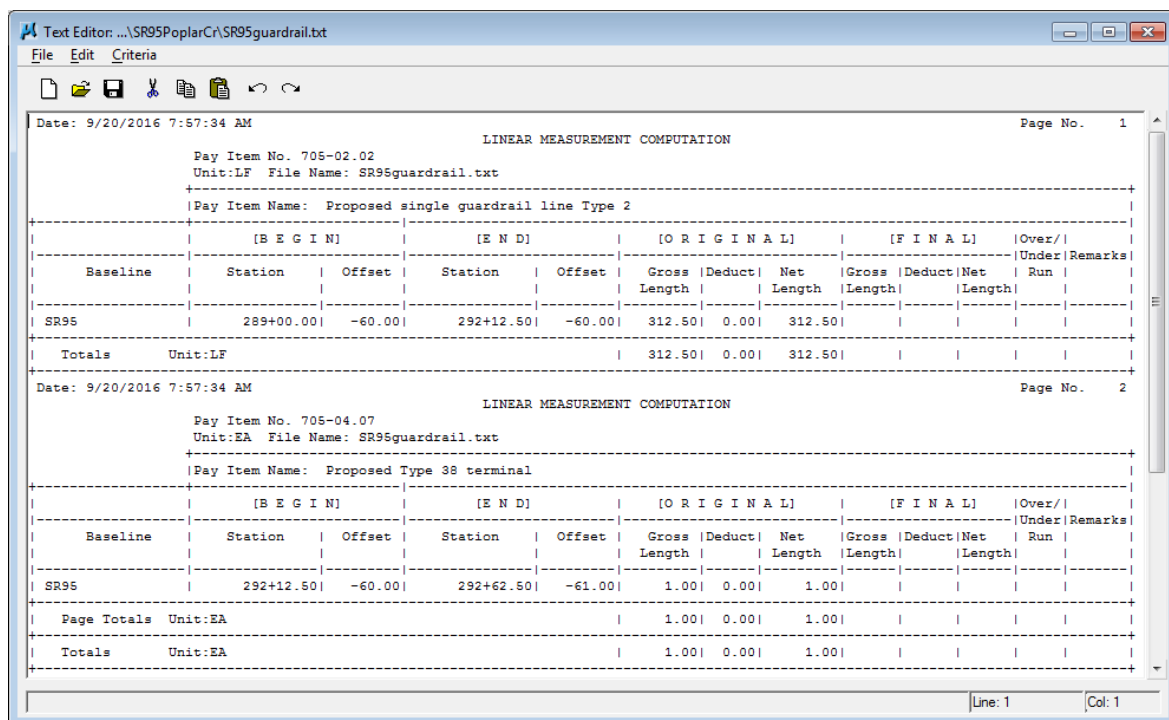 Text Editor: ...\SR95PoplarCr\SR95guardrail.txt
File Edit Criteria
Date: 9/20/2016 7:57:34 AM Page No. 1
LINEAR MEASUREMENT COMPUTATION
Pay Item No. 705-02.02
Unit:LF File Name: SR95guardrail.txt
|Pay Item Name: Proposed single guardrail line Type 2 |
| | [B E G I N] | [E N D] | [O R I G I N A L] | [F I N A L] |Over/| |
|Under|Remarks|
| Baseline | Station | Offset | Station | Offset | Gross |Deduct| Net |Gross |Deduct|Net | Run | |
| | | | | | Length | | Length |Length| |Length| | |
| SR95 | 289+00.00| -60.00| 292+12.50| -60.00| 312.50| 0.00| 312.50| | | | | |
| Totals Unit:LF | 312.50| 0.00| 312.50| | | | | |
Date: 9/20/2016 7:57:34 AM Page No. 2
LINEAR MEASUREMENT COMPUTATION
Pay Item No. 705-04.07
Unit:EA File Name: SR95guardrail.txt
|Pay Item Name: Proposed Type 38 terminal |
| | [B E G I N] | [E N D] | [O R I G I N A L] | [F I N A L] |Over/| |
|Under|Remarks|
| Baseline | Station | Offset | Station | Offset | Gross |Deduct| Net |Gross |Deduct|Net | Run | |
| | | | | | Length | | Length |Length| |Length| | |
| SR95 | 292+12.50| -60.00| 292+62.50| -61.00| 1.00| 0.00| 1.00| | | | | |
| Page Totals Unit:EA | 1.00| 0.00| 1.00| | | | | |
| Totals Unit:EA | 1.00| 0.00| 1.00| | | | | |
Line: 1 Col: 1